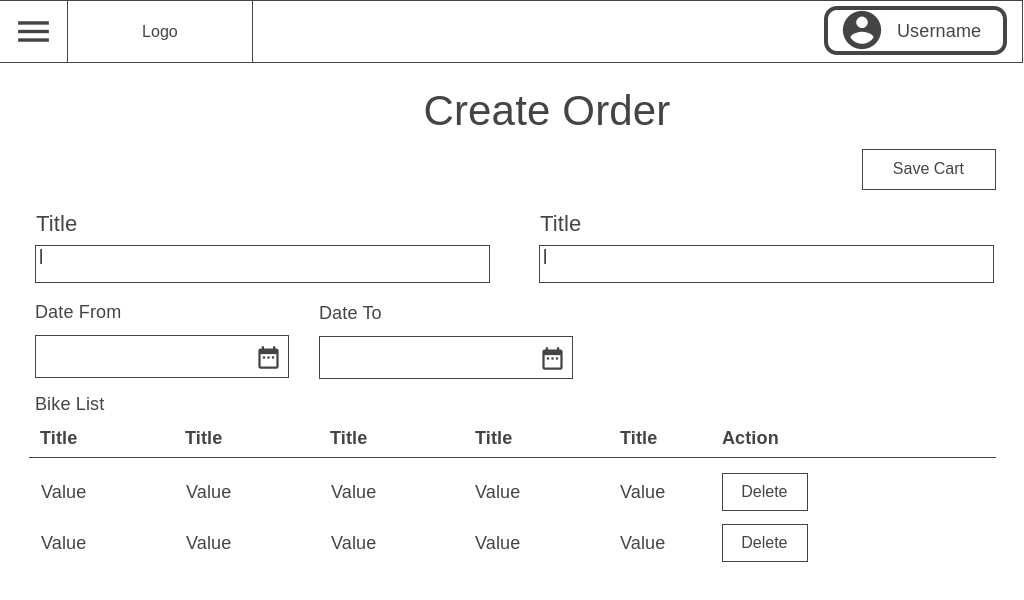 Logo
Username
Create Order
Save Cart
Title Title
Date From Date To
Bike List
Title Title Title Title Title Action
Value Value Value Value Value Delete
Value Value Value Value Value Delete